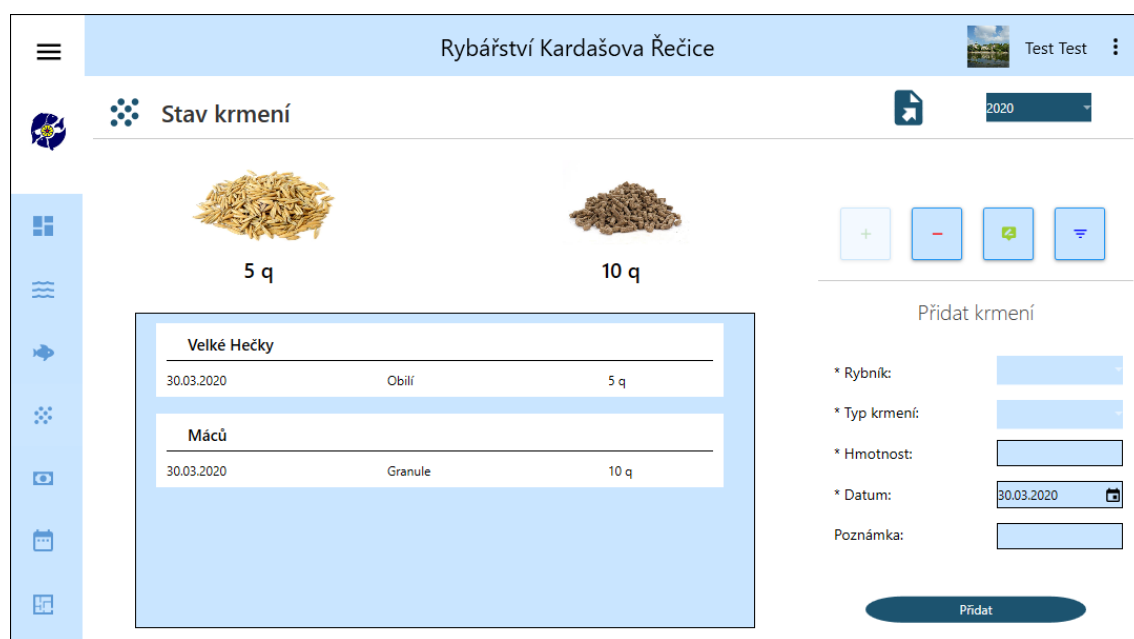 Rybářství Kardašova Řečice
Test Test
Stav krmení
2020
5 q
10 q
Velké Hečky
30.03.2020 Obilí 5 q
Máců
30.03.2020 Granule 10 q
Přidat krmení
* Rybník:
* Typ krmení:
* Hmotnost:
* Datum: 30.03.2020
Poznámka:
Přidat